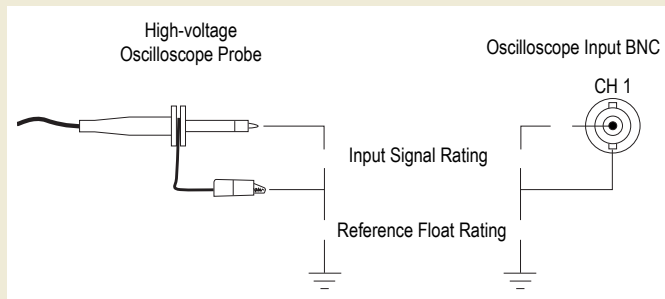 High-voltage
Oscilloscope Probe
Oscilloscope Input BNC
CH 1
Input Signal Rating
Reference Float Rating